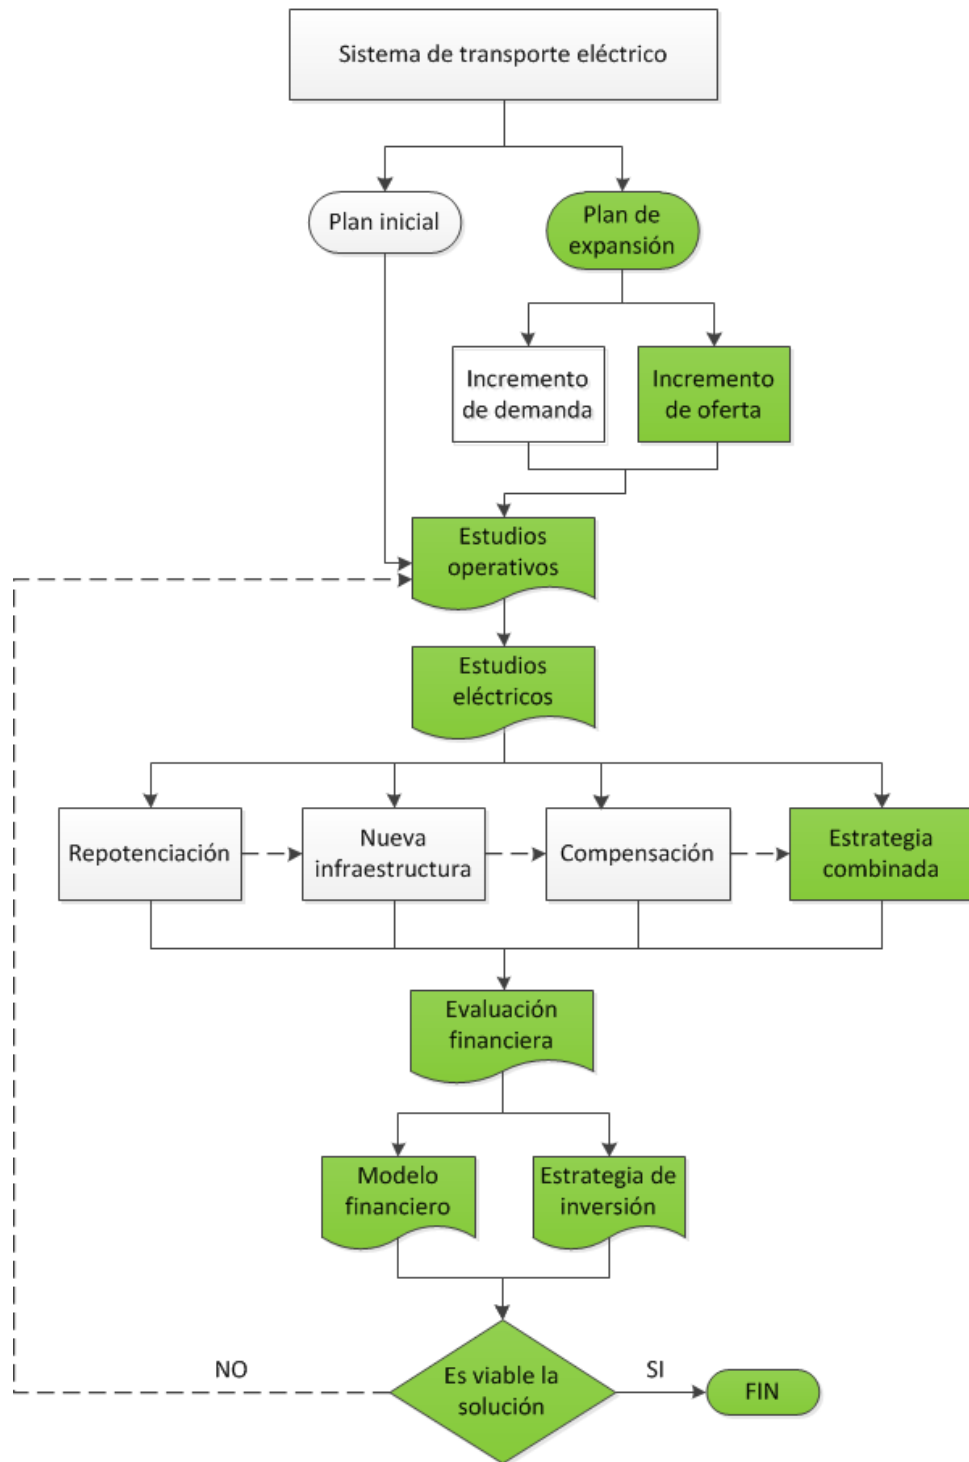 Sistema de transporte eléctrico
Plan inicial
Plan de
expansión
Incremento
de demanda
Incremento
de oferta
Estudios
operativos
Estudios
eléctricos
Repotenciación
Nueva
infraestructura
Compensación
Estrategia
combinada
Evaluación
financiera
Modelo
financiero
Estrategia de
inversión
NO
Es viable la
solución
SI
FIN